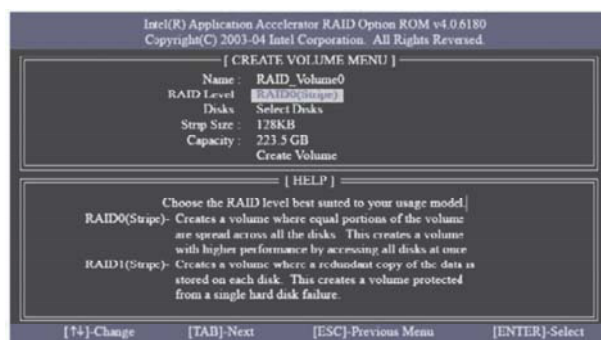 Intel(R) Application Accelerator RAID Option ROM v4.0.6180
Copyright(C) 2003-04 Intel Corporation. All Rights Reversed.
[ CREATE VOLUME MENU ]
Name : RAID_Volume0
RAID Level RAID0(Stripe)
Disks Select Disks
Strip Size : 128KB
Capacity : 223.5 GB
Create Volume
[ HELP ]
Choose the RAID level best suited to your usage model.
RAID0(Stripe)- Creates a volume where equal portions of the volume
are spread across all the disks. This creates a volume
with higher performance by accessing all disks at once
RAID1(Stripe)- Creates a volume where a redundant copy of the data is
stored on each disk. This creates a volume protected
from a single hard disk failure.
[↑↓]-Change [TAB]-Next [ESC]-Previous Menu [ENTER]-Select